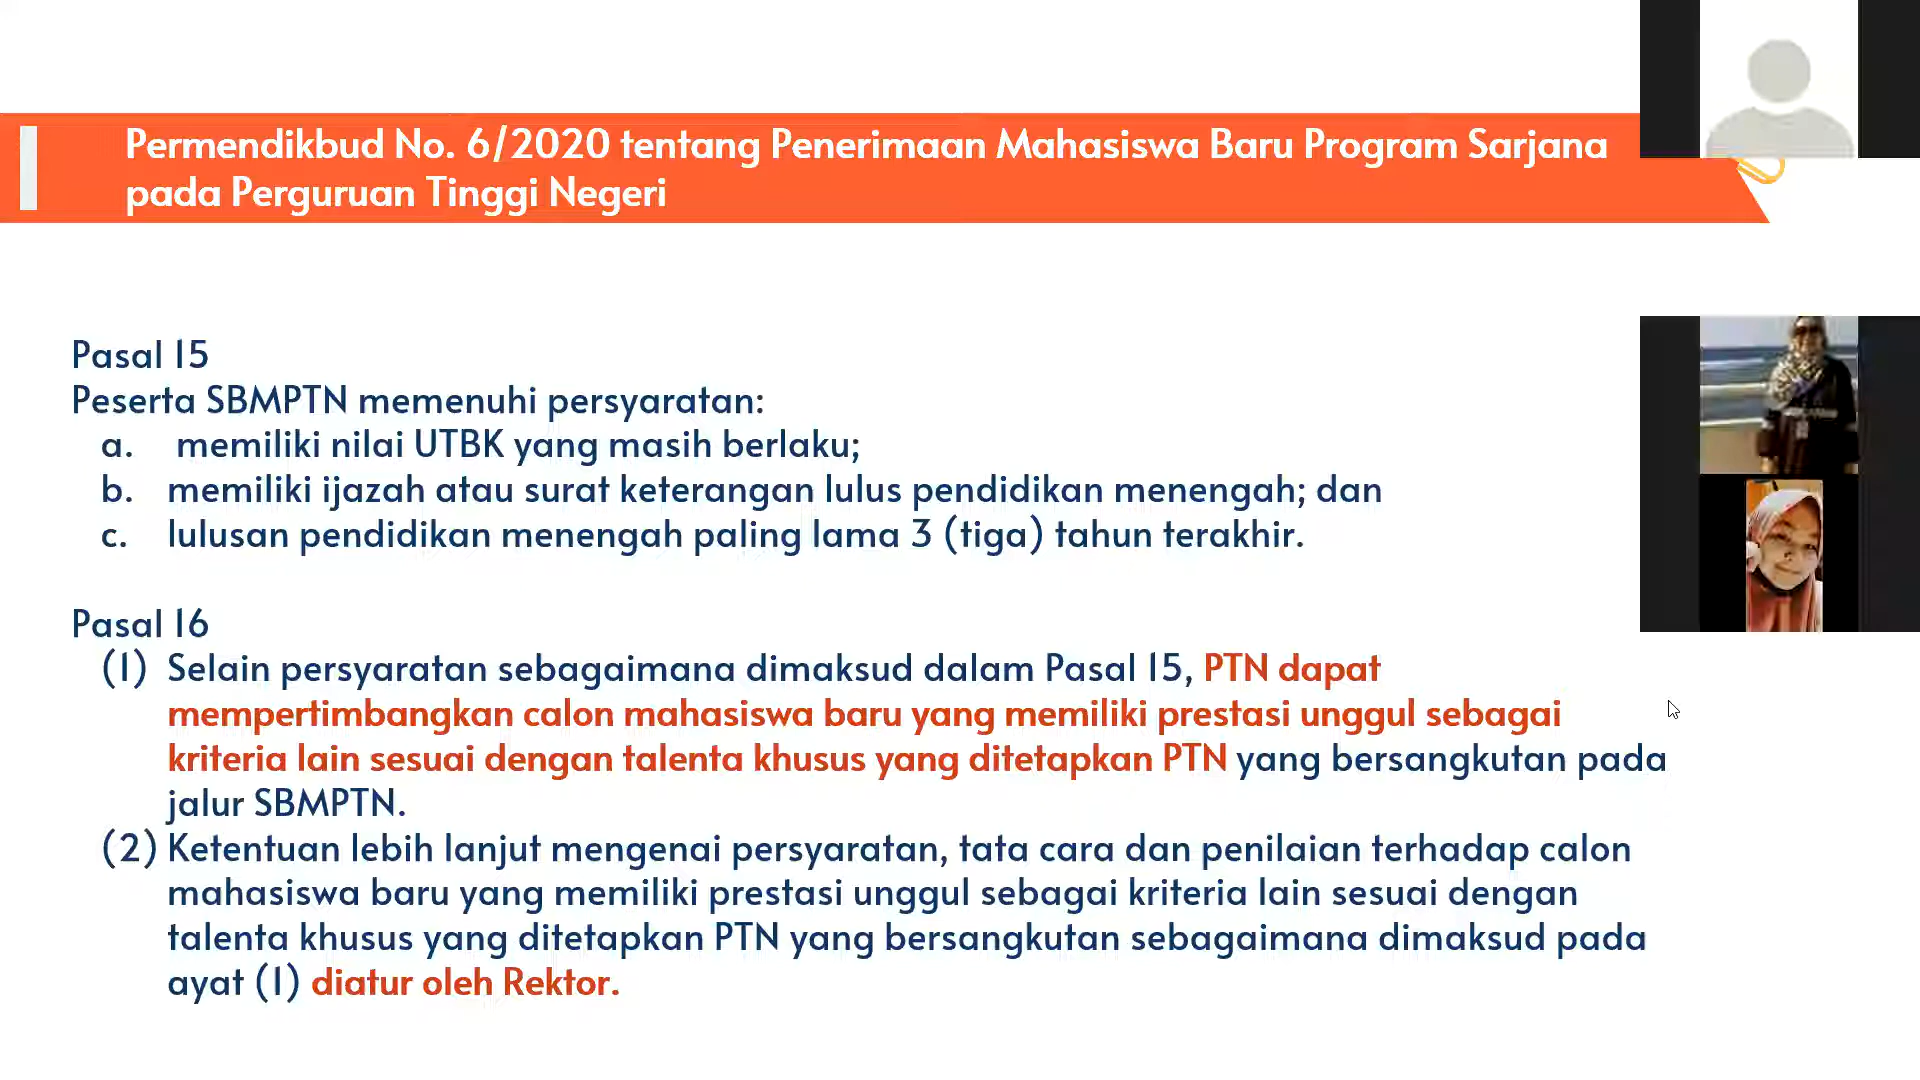 Permendikbud No. 6/2020 tentang Penerimaan Mahasiswa Baru Program Sarjana
pada Perguruan Tinggi Negeri
Pasal 15
Peserta SBMPTN memenuhi persyaratan:
a. memiliki nilai UTBK yang masih berlaku;
b. memiliki ijazah atau surat keterangan lulus pendidikan menengah; dan
c. lulusan pendidikan menengah paling lama 3 (tiga) tahun terakhir.
Pasal 16
(1) Selain persyaratan sebagaimana dimaksud dalam Pasal 15, PTN dapat
mempertimbangkan calon mahasiswa baru yang memiliki prestasi unggul sebagai
kriteria lain sesuai dengan talenta khusus yang ditetapkan PTN yang bersangkutan pada
jalur SBMPTN.
(2) Ketentuan lebih lanjut mengenai persyaratan, tata cara dan penilaian terhadap calon
mahasiswa baru yang memiliki prestasi unggul sebagai kriteria lain sesuai dengan
talenta khusus yang ditetapkan PTN yang bersangkutan sebagaimana dimaksud pada
ayat (1) diatur oleh Rektor.